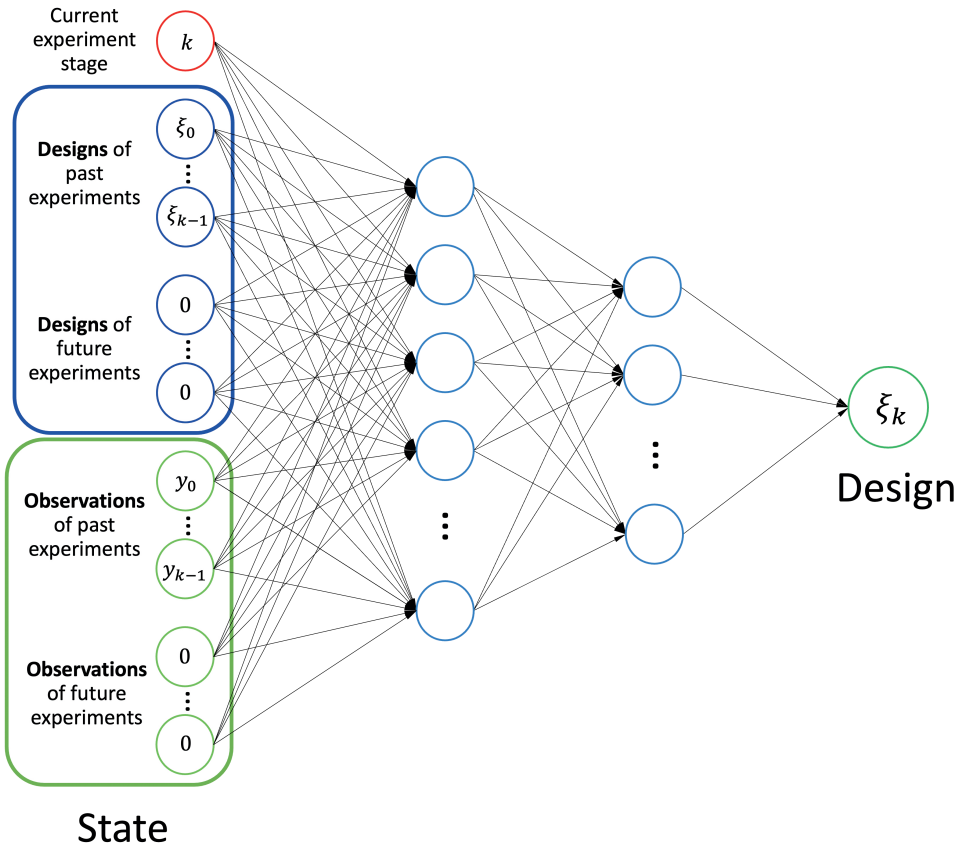 Current
experiment
stage
k
Designs of
past
experiments
ξ₀
ξₖ₋₁
Designs of
future
experiments
0
0
Observations
of past
experiments
y₀
yₖ₋₁
Observations
of future
experiments
0
0
State
ξₖ
Design